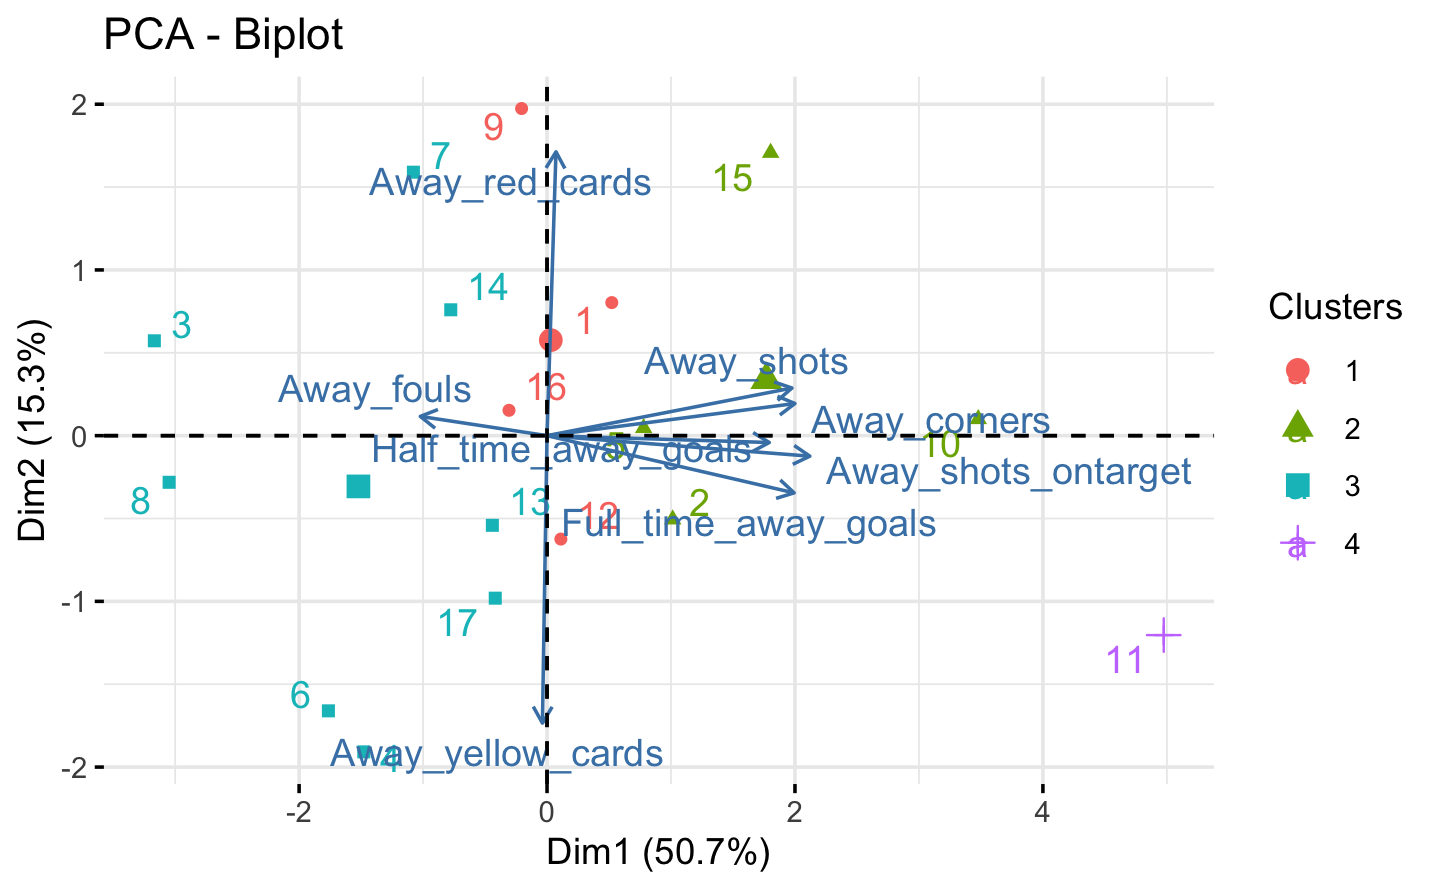 PCA - Biplot
2
9
7
15
Away_red_cards
1
14
3
1
Away_shots
Away_fouls
16
Away_corners
0
10
Half_time_away_goals
Away_shots_ontarget
8
13
12
2
Full_time_away_goals
-1
17
11
6
4
Away_yellow_cards
-2
-2
0
2
4
Dim1 (50.7%)
Dim2 (15.3%)
Clusters
a 1
a 2
a 3
a 4